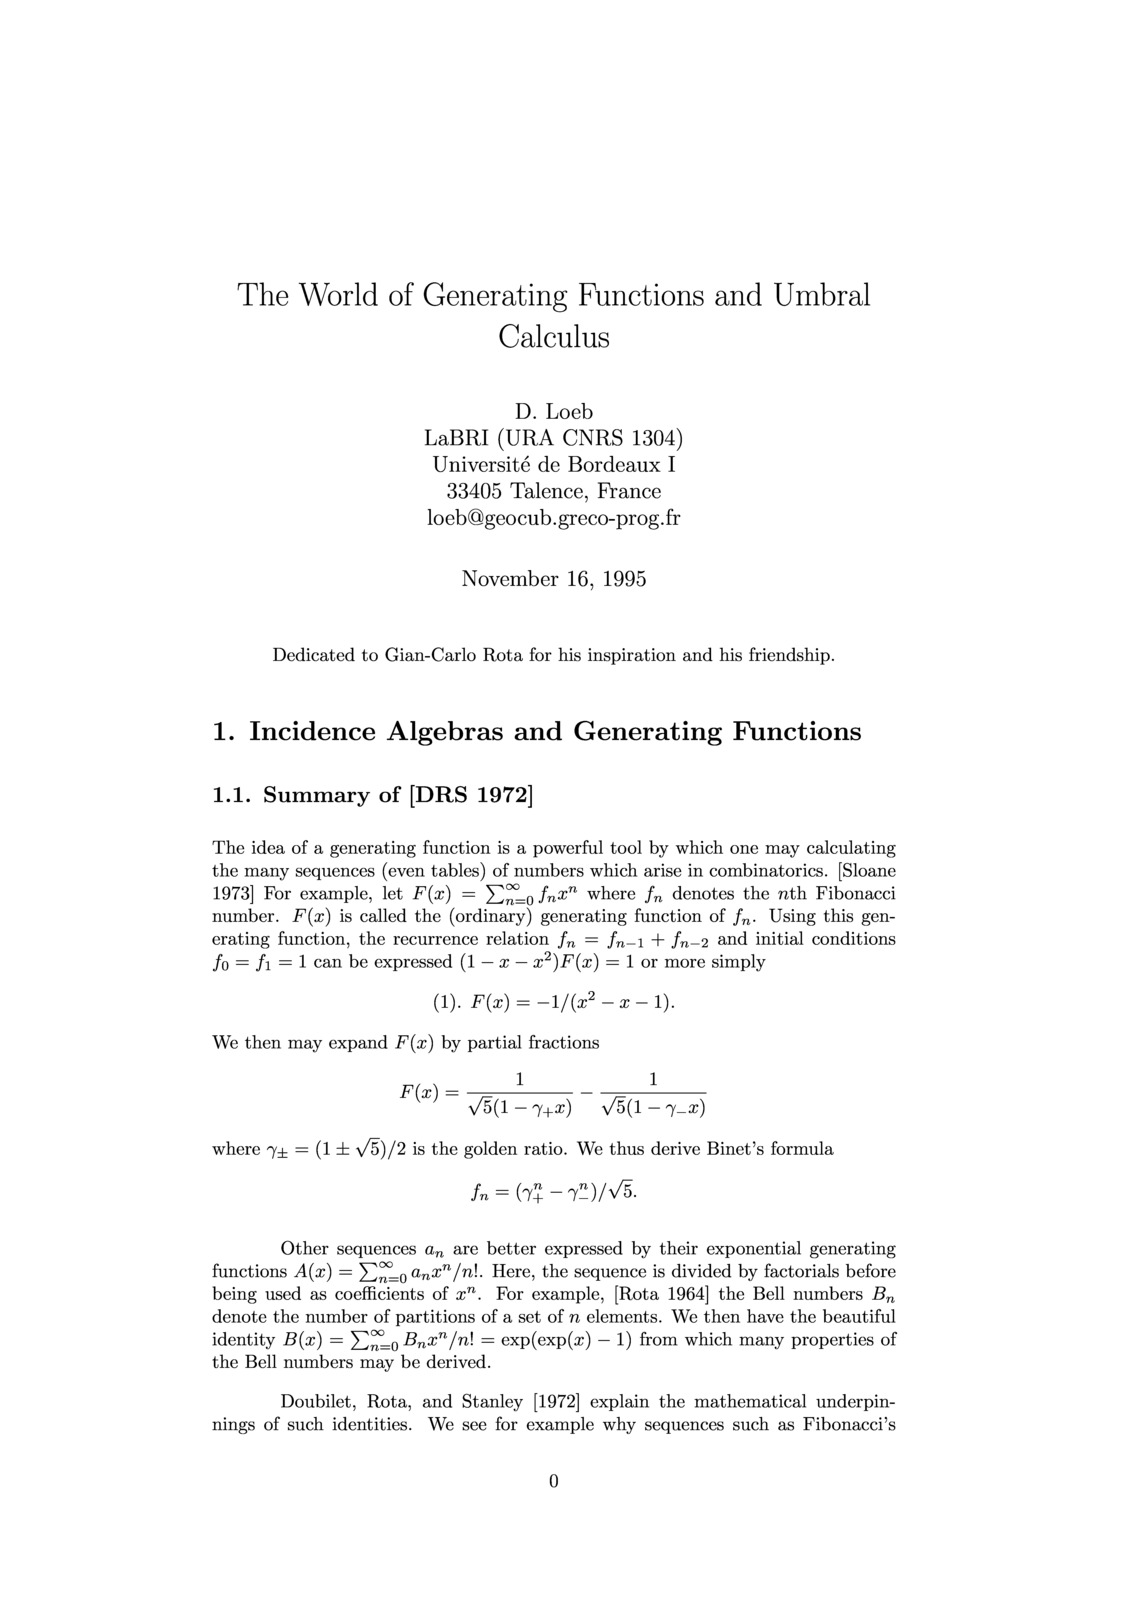 The World of Generating Functions and Umbral
Calculus
D. Loeb
LaBRI (URA CNRS 1304)
Université de Bordeaux I
33405 Talence, France
loeb@geocub.greco-prog.fr
November 16, 1995
Dedicated to Gian-Carlo Rota for his inspiration and his friendship.
1. Incidence Algebras and Generating Functions
1.1. Summary of [DRS 1972]
The idea of a generating function is a powerful tool by which one may calculating
the many sequences (even tables) of numbers which arise in combinatorics. [Sloane
1973] For example, let $F(x) = \sum_{n=0}^{\infty} f_n x^n$ where $f_n$ denotes the $n$th Fibonacci
number. $F(x)$ is called the (ordinary) generating function of $f_n$. Using this gen-
erating function, the recurrence relation $f_n = f_{n-1} + f_{n-2}$ and initial conditions
$f_0 = f_1 = 1$ can be expressed $(1 - x - x^2)F(x) = 1$ or more simply
(1). $F(x) = -1/(x^2 - x - 1)$.
We then may expand $F(x)$ by partial fractions
$F(x) = \frac{1}{\sqrt{5}(1 - \gamma_+ x)} - \frac{1}{\sqrt{5}(1 - \gamma_- x)}$
where $\gamma_{\pm} = (1 \pm \sqrt{5})/2$ is the golden ratio. We thus derive Binet's formula
$f_n = (\gamma_+^n - \gamma_-^n)/\sqrt{5}$.
Other sequences $a_n$ are better expressed by their exponential generating
functions $A(x) = \sum_{n=0}^{\infty} a_n x^n/n!$. Here, the sequence is divided by factorials before
being used as coefficients of $x^n$. For example, [Rota 1964] the Bell numbers $B_n$
denote the number of partitions of a set of $n$ elements. We then have the beautiful
identity $B(x) = \sum_{n=0}^{\infty} B_n x^n/n! = \exp(\exp(x) - 1)$ from which many properties of
the Bell numbers may be derived.
Doubilet, Rota, and Stanley [1972] explain the mathematical underpin-
nings of such identities. We see for example why sequences such as Fibonacci's
0